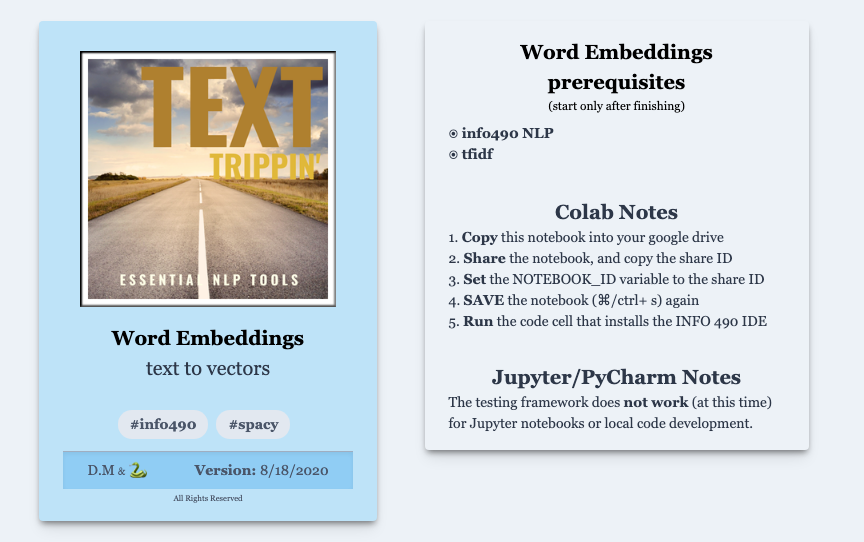 TEXT
TRIPPIN'
ESSENTIAL NLP TOOLS
Word Embeddings
text to vectors
#info490 #spacy
D.M & Version: 8/18/2020
All Rights Reserved
Word Embeddings
prerequisites
(start only after finishing)
info490 NLP
tfidf
Colab Notes
1. Copy this notebook into your google drive
2. Share the notebook, and copy the share ID
3. Set the NOTEBOOK_ID variable to the share ID
4. SAVE the notebook (⌘/ctrl+ s) again
5. Run the code cell that installs the INFO 490 IDE
Jupyter/PyCharm Notes
The testing framework does not work (at this time)
for Jupyter notebooks or local code development.